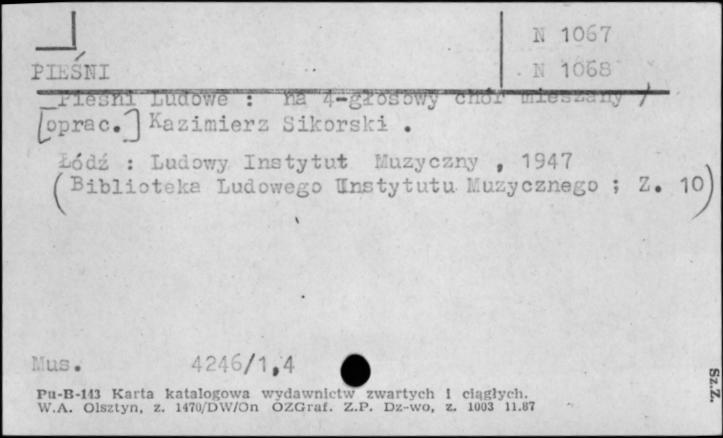 N 1067
PIEŚNI
N 1068
Pieśni Ludowe : na 4-głosowy chór mieszany /
[oprac.] Kazimierz Sikorski .
Łódź : Ludowy Instytut Muzyczny , 1947
(Biblioteka Ludowego Instytutu Muzycznego ; Z. 10)
Mus. 4246/1,4
Pu-B-143 Karta katalogowa wydawnictw zwartych i ciągłych.
W.A. Olsztyn, z. 1470/DW/On OZGraf. Z.P. Dz-wo, z. 1003 11.87
Sz.Z.